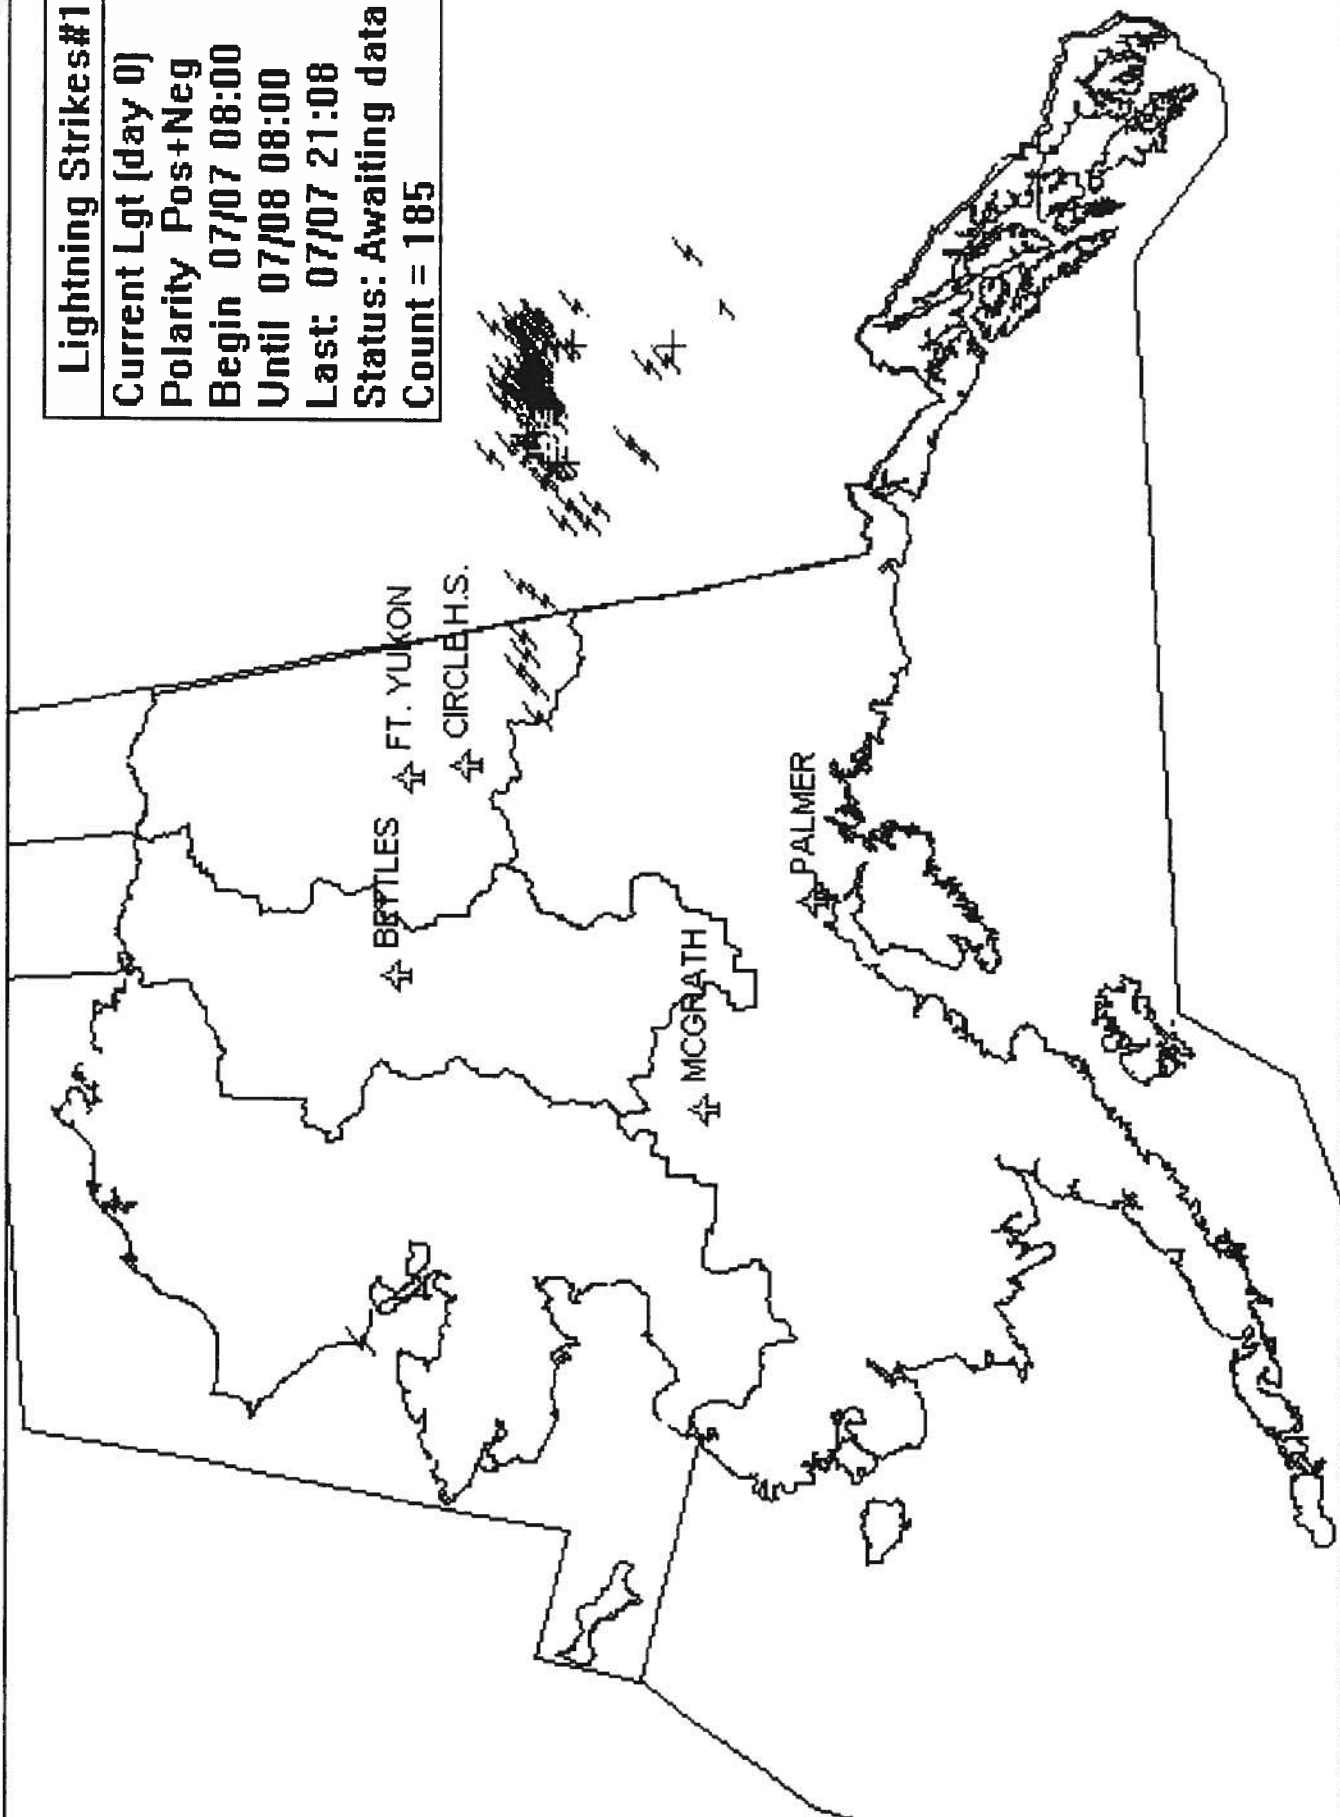 Lightning Strikes#1
Current Lgt (day 0)
Polarity Pos+Neg
Begin 07/07 08:00
Until 07/08 08:00
Last: 07/07 21:08
Status: Awaiting data
Count = 185
BETTLES
FT. YUKON
CIRCLE H.S.
MCGRATH
PALMER